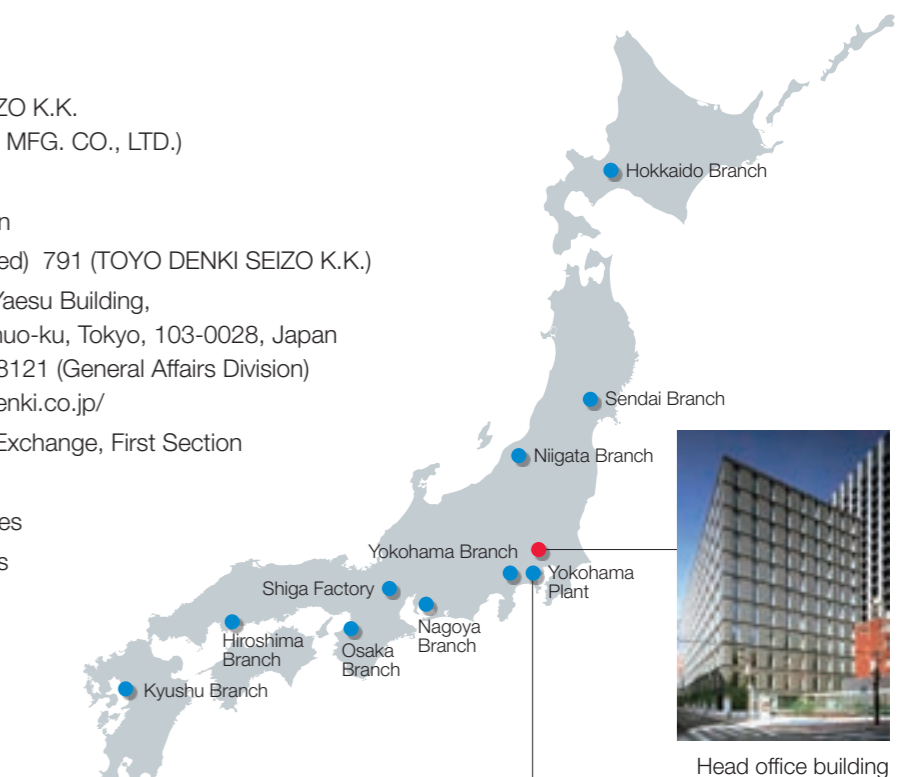 ZO K.K.
MFG. CO., LTD.)
n
ed) 791 (TOYO DENKI SEIZO K.K.)
Yaesu Building,
uo-ku, Tokyo, 103-0028, Japan
8121 (General Affairs Division)
enki.co.jp/
Exchange, First Section
es
s
Hokkaido Branch
Sendai Branch
Niigata Branch
Yokohama Branch
Yokohama
Plant
Shiga Factory
Nagoya
Branch
Hiroshima
Branch
Osaka
Branch
Kyushu Branch
Head office building